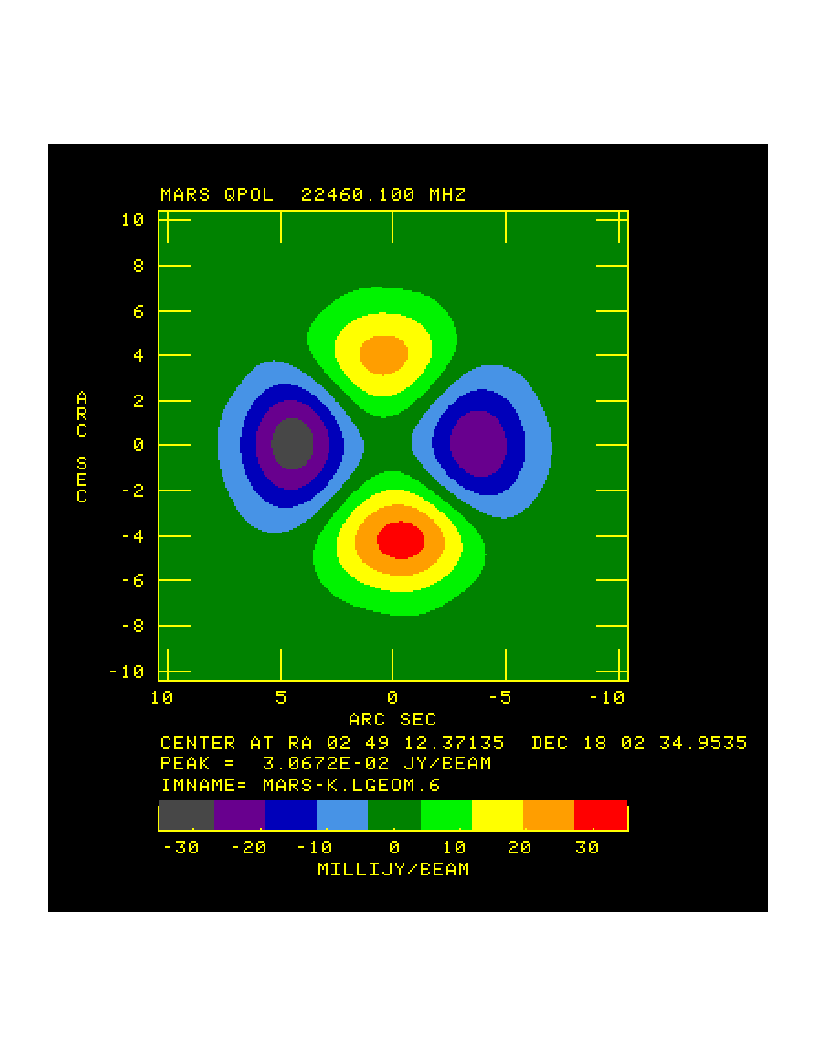 MARS QPOL 22460.100 MHZ
10
8
6
4
2
0
-2
-4
-6
-8
-10
ARC SEC
10 5 0 -5 -10
ARC SEC
CENTER AT RA 02 49 12.37135 DEC 18 02 34.9535
PEAK = 3.0672E-02 JY/BEAM
IMNAME= MARS-K.LGEOM.6
-30 -20 -10 0 10 20 30
MILLIJY/BEAM